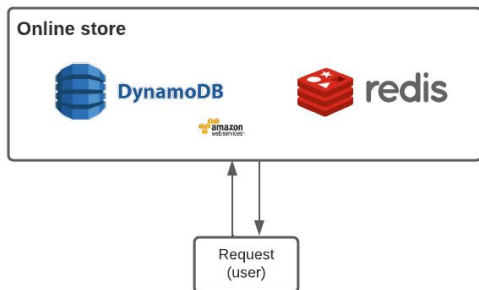 Online store
DynamoDB
redis
amazon
webservices
Request
(user)